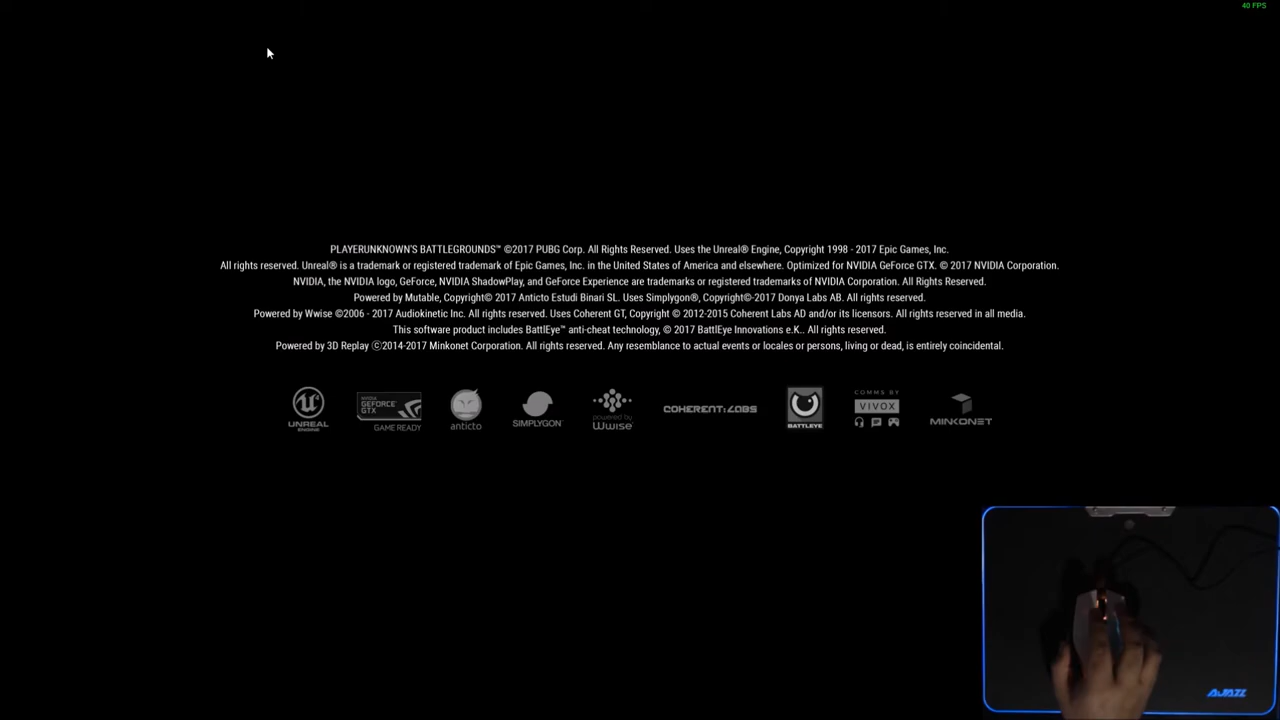 40 FPS
PLAYERUNKNOWN'S BATTLEGROUNDS™ ©2017 PUBG Corp. All Rights Reserved. Uses the Unreal® Engine, Copyright 1998 - 2017 Epic Games, Inc.
All rights reserved. Unreal® is a trademark or registered trademark of Epic Games, Inc. in the United States of America and elsewhere. Optimized for NVIDIA GeForce GTX. © 2017 NVIDIA Corporation.
NVIDIA, the NVIDIA logo, GeForce, NVIDIA ShadowPlay, and GeForce Experience are trademarks or registered trademarks of NVIDIA Corporation. All Rights Reserved.
Powered by Mutable, Copyright© 2017 Anticto Estudi Binari SL. Uses Simplygon®, Copyright©-2017 Donya Labs AB. All rights reserved.
Powered by Wwise ©2006 - 2017 Audiokinetic Inc. All rights reserved. Uses Coherent GT, Copyright © 2012-2015 Coherent Labs AD and/or its licensors. All rights reserved in all media.
This software product includes BattlEye™ anti-cheat technology, © 2017 BattlEye Innovations e.K.. All rights reserved.
Powered by 3D Replay ⓒ2014-2017 Minkonet Corporation. All rights reserved. Any resemblance to actual events or locales or persons, living or dead, is entirely coincidental.
UNREAL ENGINE
NVIDIA GEFORCE GTX GAME READY
anticto
SIMPLYGON
powered by Wwise
COHERENT:LABS
BATTLEYE
COMMS BY VIVOX
MINKONET
AJAZZ